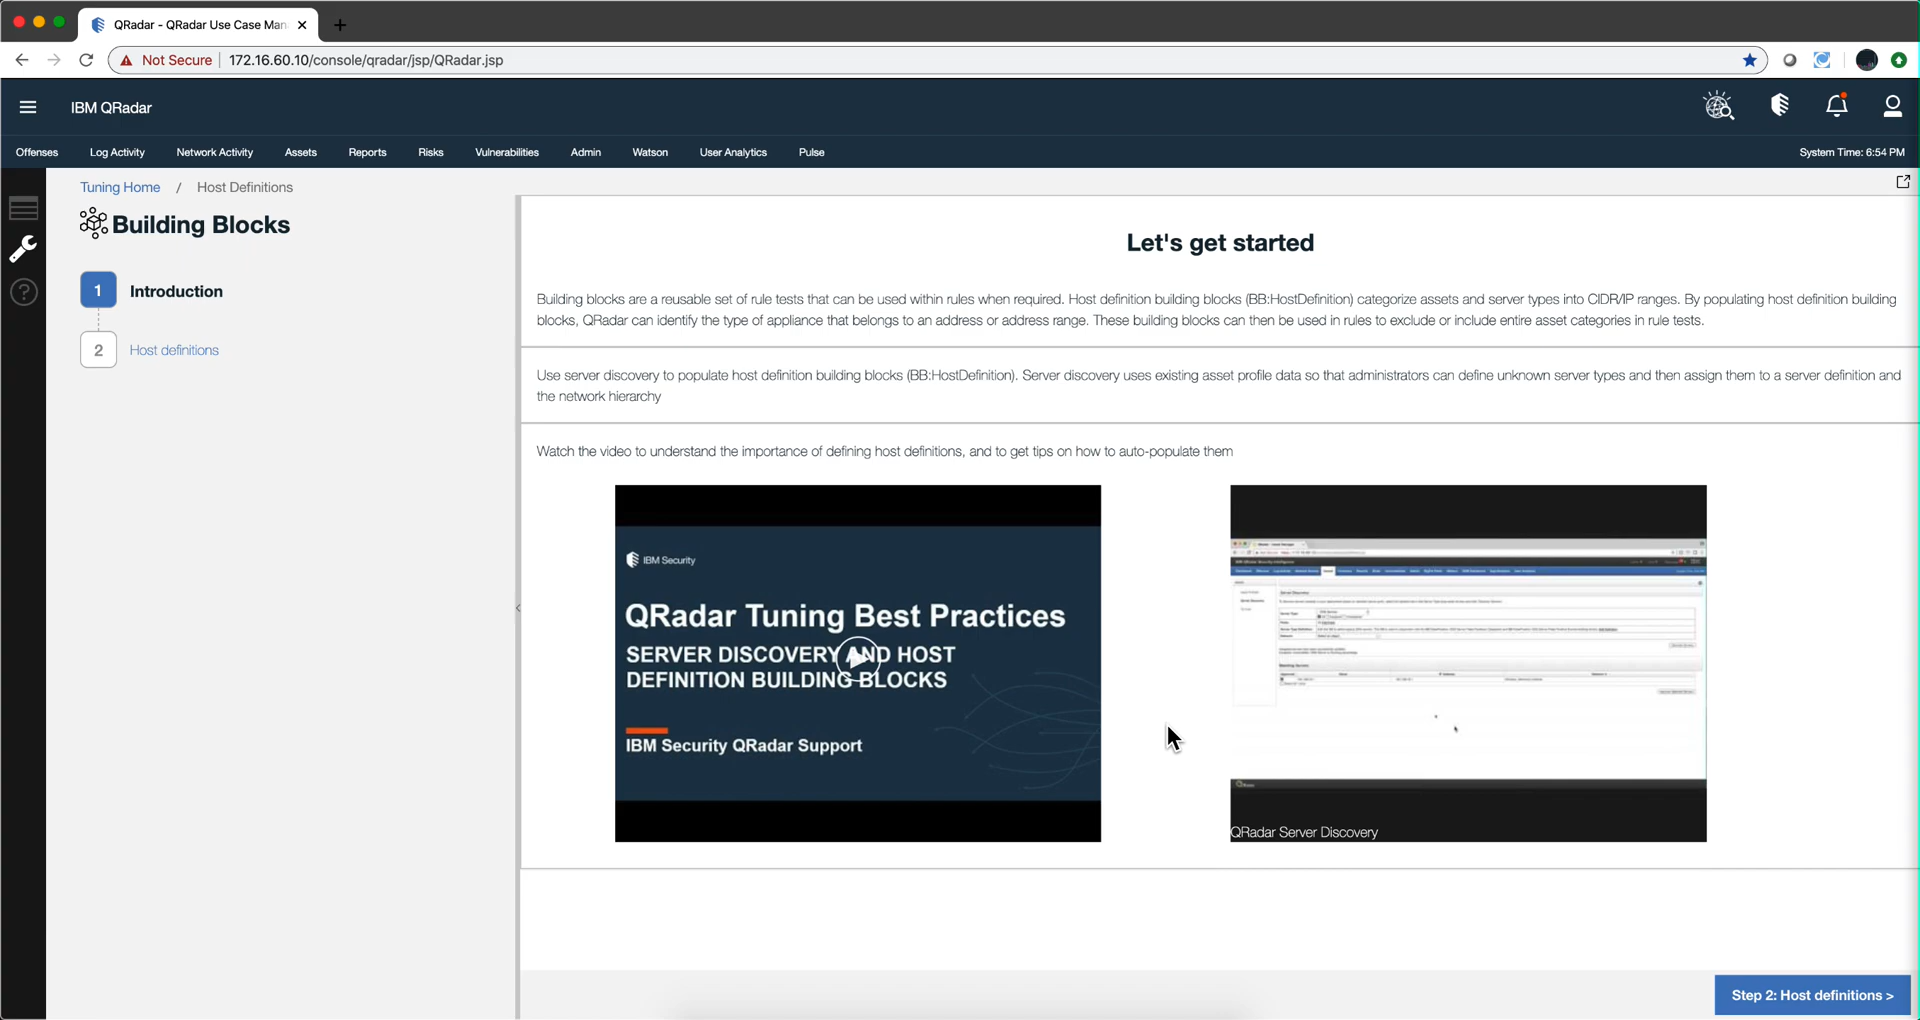 QRadar - QRadar Use Case Man
Not Secure
172.16.60.10/console/qradar/jsp/QRadar.jsp
IBM QRadar
Offenses
Log Activity
Network Activity
Assets
Reports
Risks
Vulnerabilities
Admin
Watson
User Analytics
Pulse
System Time: 6:54 PM
Tuning Home / Host Definitions
Building Blocks
1 Introduction
2 Host definitions
Let's get started
Building blocks are a reusable set of rule tests that can be used within rules when required. Host definition building blocks (BB:HostDefinition) categorize assets and server types into CIDR/IP ranges. By populating host definition building
blocks, QRadar can identify the type of appliance that belongs to an address or address range. These building blocks can then be used in rules to exclude or include entire asset categories in rule tests.
Use server discovery to populate host definition building blocks (BB:HostDefinition). Server discovery uses existing asset profile data so that administrators can define unknown server types and then assign them to a server definition and
the network hierarchy
Watch the video to understand the importance of defining host definitions, and to get tips on how to auto-populate them
IBM Security
QRadar Tuning Best Practices
SERVER DISCOVERY AND HOST
DEFINITION BUILDING BLOCKS
IBM Security QRadar Support
QRadar Server Discovery
Step 2: Host definitions >